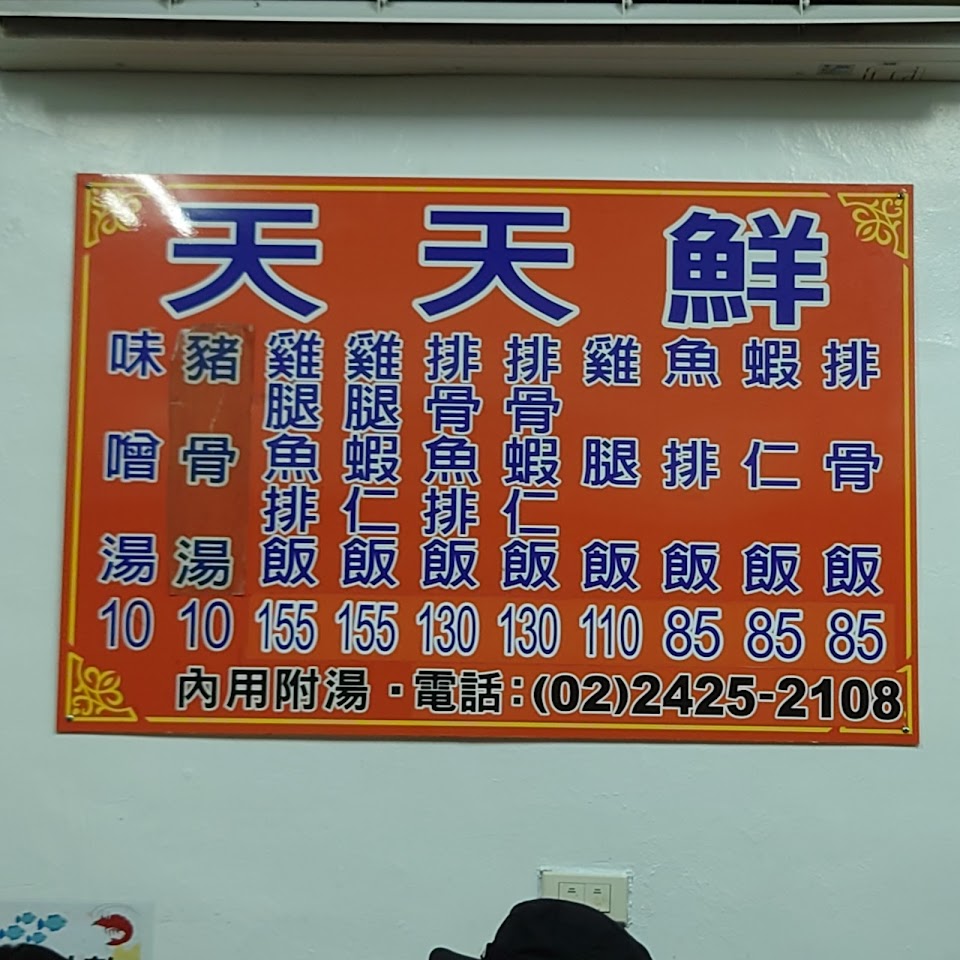 天天鮮
排骨飯 85
蝦仁飯 85
魚排飯 85
雞腿飯 110
排骨蝦仁飯 130
排骨魚排飯 130
雞腿蝦仁飯 155
雞腿魚排飯 155
豬骨湯 10
味噌湯 10
內用附湯・電話:(02)2425-2108